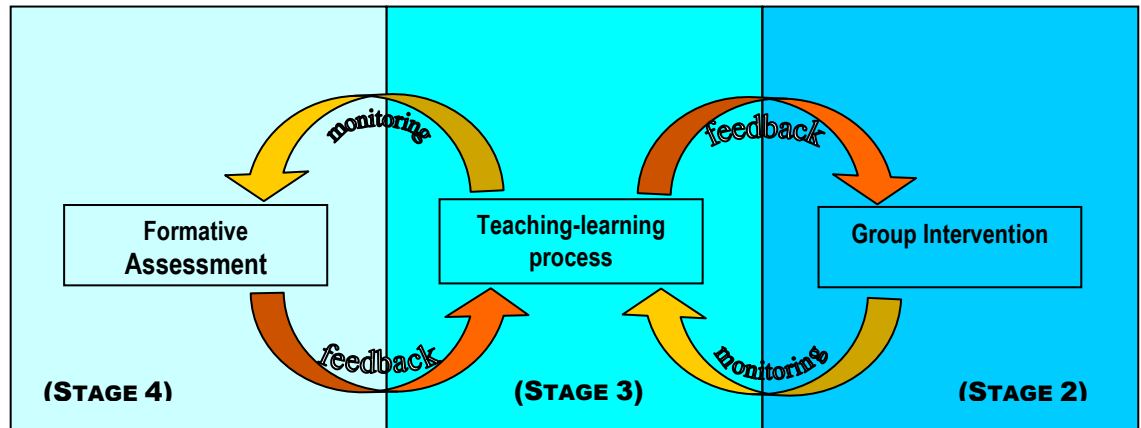 monitoring
feedback
Formative
Assessment
Teaching-learning
process
Group Intervention
feedback
monitoring
(STAGE 4)
(STAGE 3)
(STAGE 2)